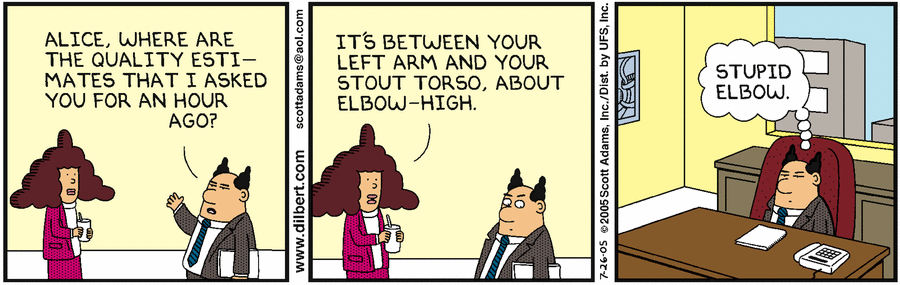 ALICE, WHERE ARE
THE QUALITY ESTI-
MATES THAT I ASKED
YOU FOR AN HOUR
AGO?
www.dilbert.com scottadams@aol.com
IT'S BETWEEN YOUR
LEFT ARM AND YOUR
STOUT TORSO, ABOUT
ELBOW-HIGH.
7-26-05 © 2005 Scott Adams, Inc./Dist. by UFS, Inc.
STUPID
ELBOW.